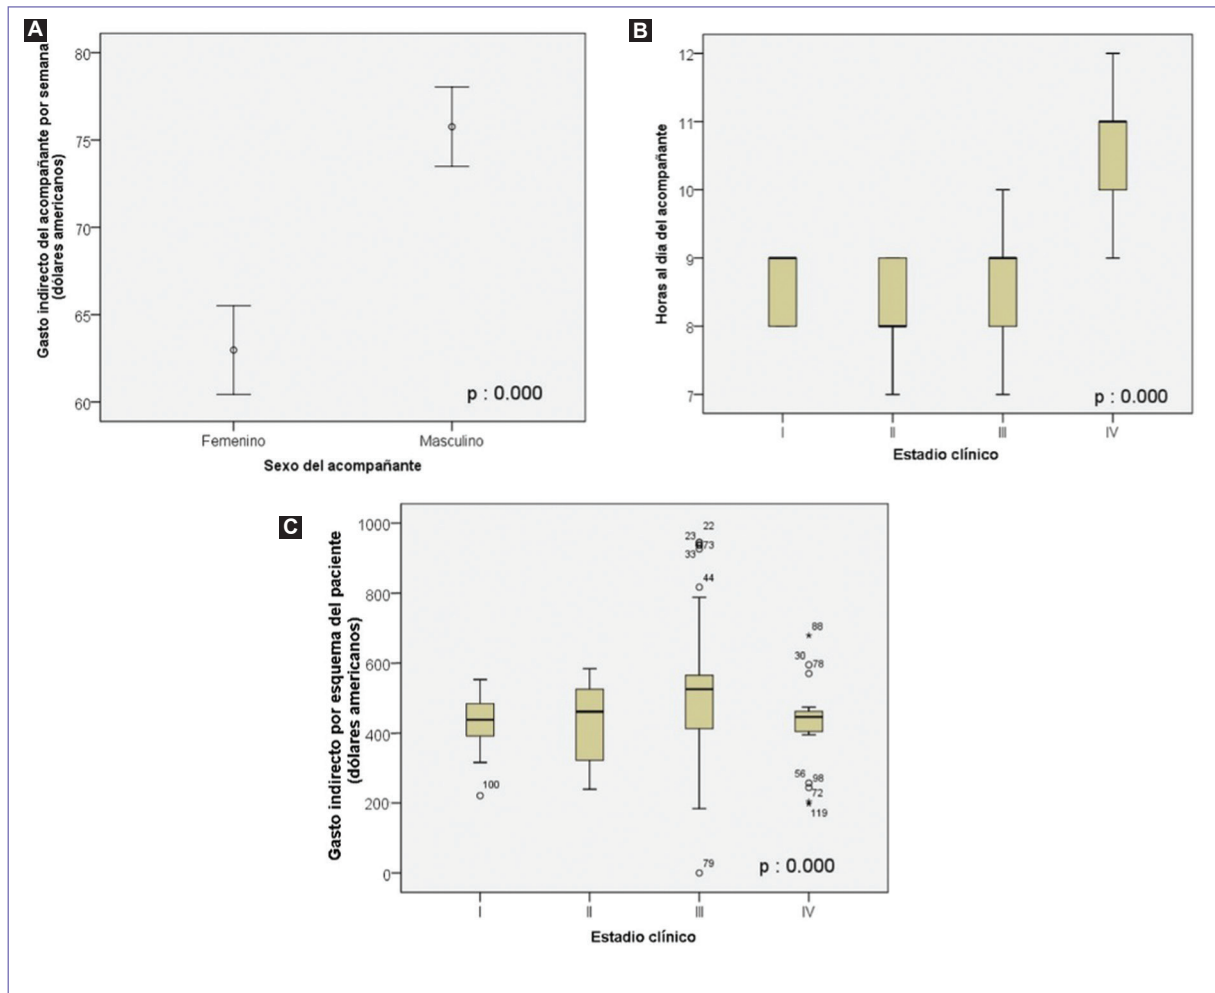 A
Gasto indirecto del acompañante por semana
(dólares americanos)
80
75
70
65
60
p : 0.000
Femenino
Masculino
Sexo del acompañante
B
Horas al día del acompañante
12
11
10
9
8
7
p : 0.000
I
II
III
IV
Estadio clínico
C
Gasto indirecto por esquema del paciente
(dólares americanos)
1000
800
600
400
200
0
100
22
23
73
33
44
79
88
30
78
56
98
72
119
p : 0.000
I
II
III
IV
Estadio clínico